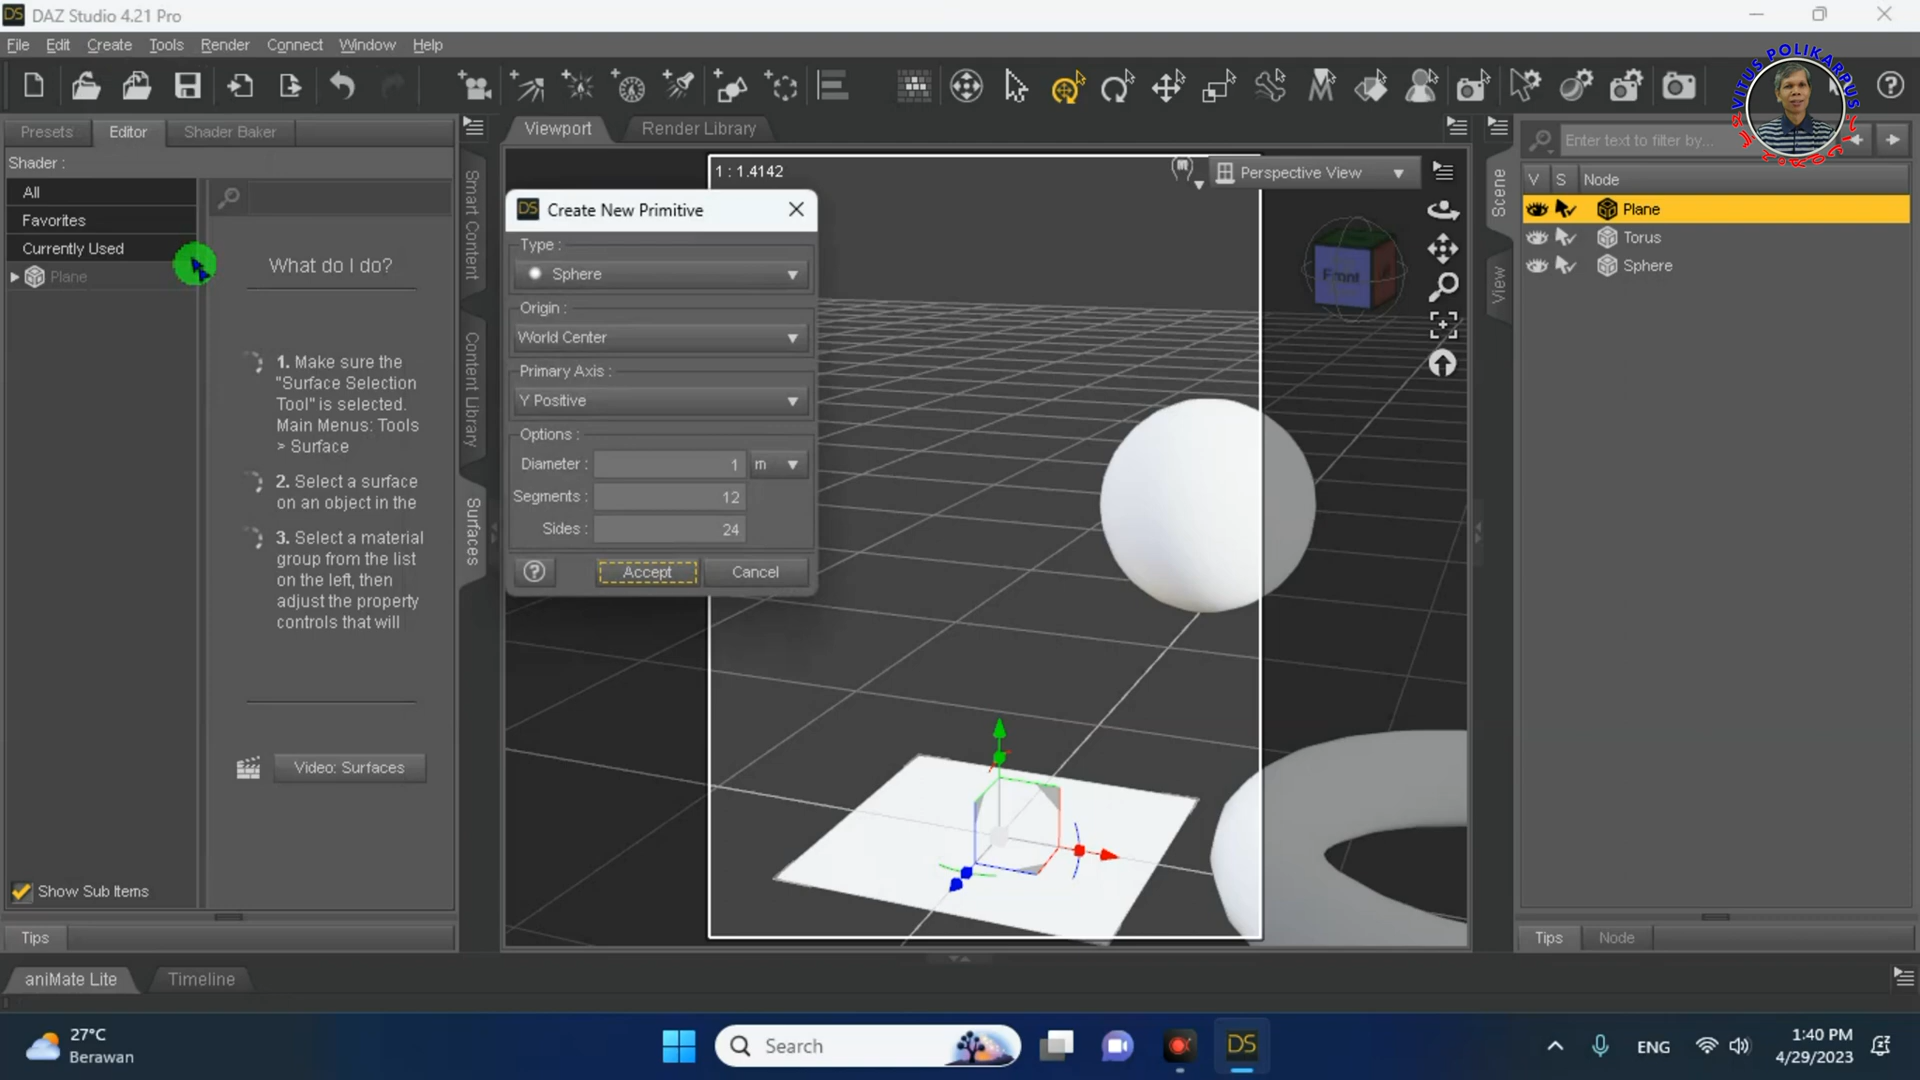 DAZ Studio 4.21 Pro
File Edit Create Tools Render Connect Window Help
VITUS POLIKARPUS
Presets Editor Shader Baker
Viewport Render Library
Enter text to filter by...
Shader :
All
Favorites
Currently Used
Plane
What do I do?
1. Make sure the
"Surface Selection
Tool" is selected.
Main Menus: Tools
> Surface
2. Select a surface
on an object in the
3. Select a material
group from the list
on the left, then
adjust the property
controls that will
Video: Surfaces
Show Sub Items
Tips
Smart Content
Content Library
Surfaces
1 : 1.4142
Perspective View
Front
Create New Primitive
Type :
Sphere
Origin :
World Center
Primary Axis :
Y Positive
Options :
Diameter : 1 m
Segments : 12
Sides : 24
Accept Cancel
Scene
View
V S Node
Plane
Torus
Sphere
Tips Node
aniMate Lite Timeline
27°C
Berawan
Search
ENG
1:40 PM
4/29/2023